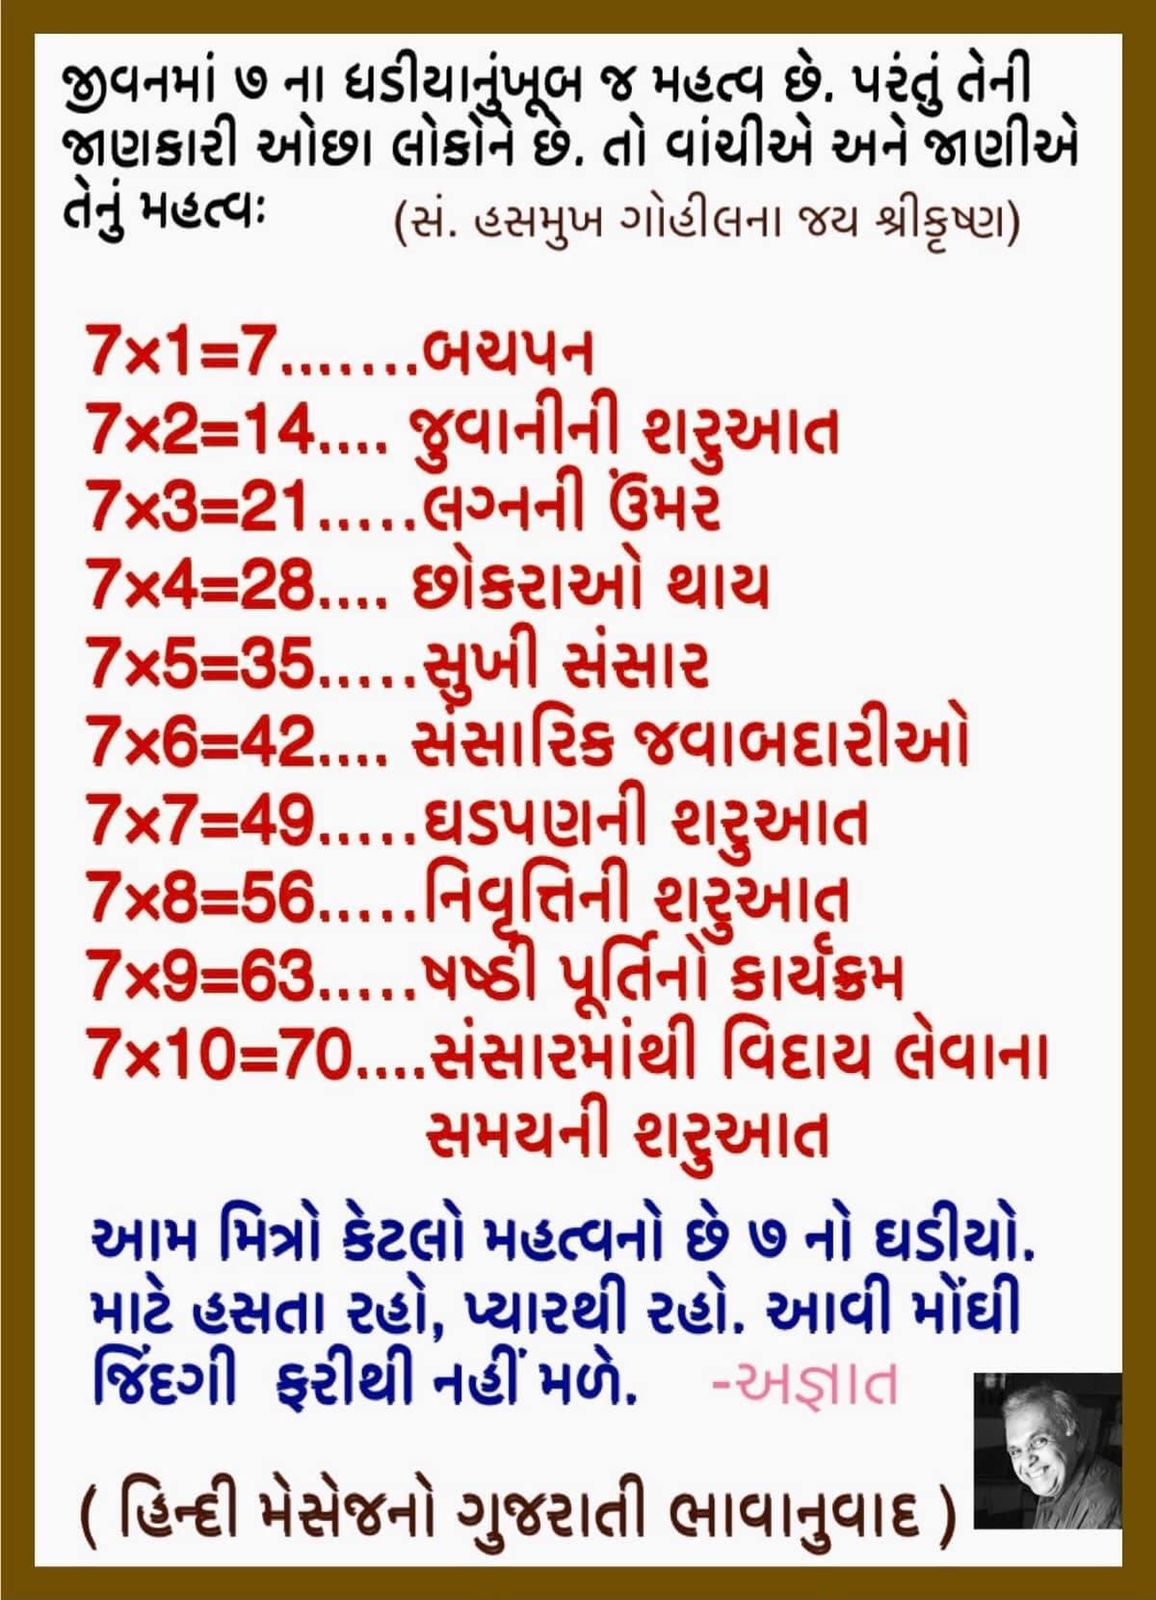 જીવનમાં ૭ ના ધડીયાનુંખૂબ જ મહત્વ છે. પરંતું તેની
જાણકારી ઓછા લોકોને છે. તો વાંચીએ અને જાણીએ
તેનું મહત્વઃ (સં. હસમુખ ગોહીલના જય શ્રીકૃષ્ણ)
7×1=7.......બચપન
7×2=14.... જુવાનીની શરુઆત
7×3=21.....લગ્નની ઉંમર
7×4=28.... છોકરાઓ થાય
7×5=35.....સુખી સંસાર
7×6=42.... સંસારિક જવાબદારીઓ
7×7=49.....ઘડપણની શરુઆત
7×8=56.....નિવૃત્તિની શરુઆત
7×9=63.....ષષ્ઠી પૂર્તિનો કાર્યક્રમ
7×10=70....સંસારમાંથી વિદાય લેવાના
સમયની શરુઆત
આમ મિત્રો કેટલો મહત્વનો છે ૭ નો ઘડીયો.
માટે હસતા રહો, પ્યારથી રહો. આવી મોંઘી
જિંદગી ફરીથી નહીં મળે. -અજ્ઞાત
( હિન્દી મેસેજનો ગુજરાતી ભાવાનુવાદ )